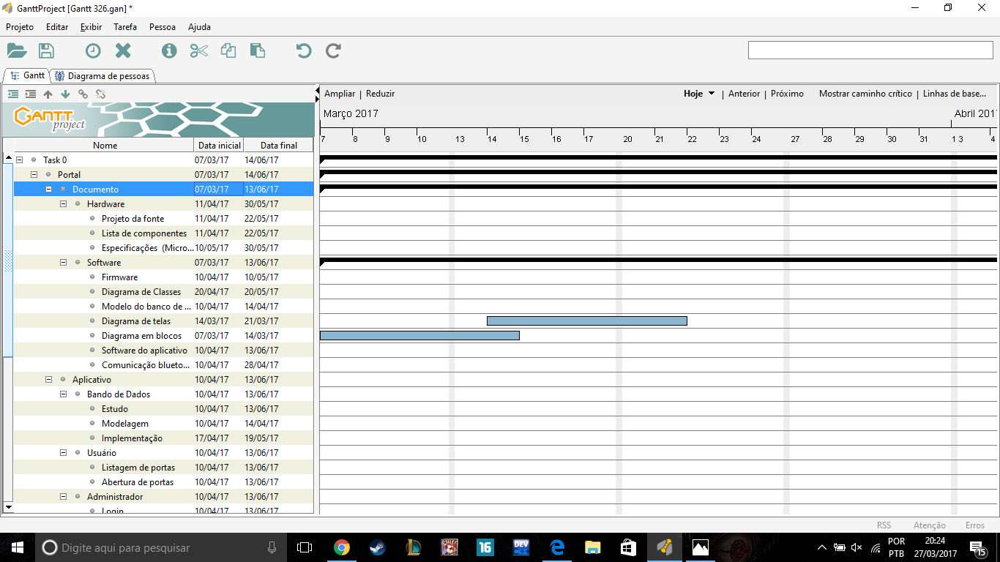 GanttProject [Gantt 326.gan] *
Projeto Editar Exibir Tarefa Pessoa Ajuda
Gantt Diagrama de pessoas
Ampliar | Reduzir Hoje | Anterior | Próximo Mostrar caminho crítico | Linhas de base...
GANTT project
Março 2017 Abril 201
7 8 9 10 13 14 15 16 17 20 21 22 23 24 27 28 29 30 31 1 3 4
Nome Data inicial Data final
Task 0 07/03/17 14/06/17
Portal 07/03/17 14/06/17
Documento 07/03/17 13/06/17
Hardware 11/04/17 30/05/17
Projeto da fonte 11/04/17 22/05/17
Lista de componentes 11/04/17 22/05/17
Especificações (Micro... 10/05/17 30/05/17
Software 07/03/17 13/06/17
Firmware 10/04/17 10/05/17
Diagrama de Classes 20/04/17 20/05/17
Modelo do banco de ... 10/04/17 14/04/17
Diagrama de telas 14/03/17 21/03/17
Diagrama em blocos 07/03/17 14/03/17
Software do aplicativo 10/04/17 13/06/17
Comunicação blueto... 10/04/17 28/04/17
Aplicativo 10/04/17 13/06/17
Bando de Dados 10/04/17 13/06/17
Estudo 10/04/17 13/06/17
Modelagem 10/04/17 14/04/17
Implementação 17/04/17 19/05/17
Usuário 10/04/17 13/06/17
Listagem de portas 10/04/17 13/06/17
Abertura de portas 10/04/17 13/06/17
Administrador 10/04/17 13/06/17
Login 10/04/17 13/06/17
RSS Atenção Erros
Digite aqui para pesquisar
16
DEV
POR 20:24
PTB 27/03/2017
15